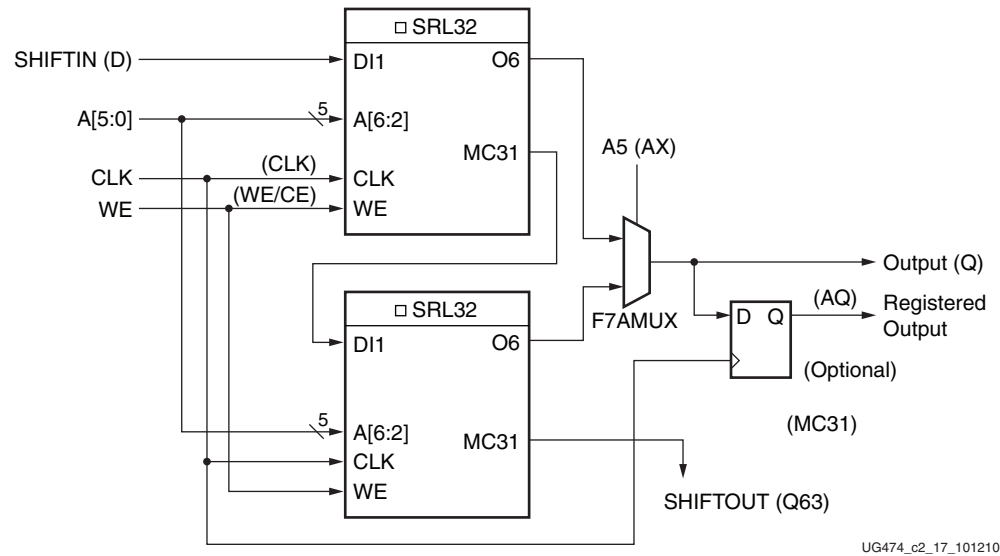 □ SRL32
SHIFTIN (D)
DI1
O6
A[5:0]
5
A[6:2]
MC31
A5 (AX)
CLK
(CLK)
CLK
WE
(WE/CE)
WE
□ SRL32
DI1
O6
F7AMUX
Output (Q)
D Q
(AQ)
Registered
Output
(Optional)
5
A[6:2]
MC31
(MC31)
CLK
WE
SHIFTOUT (Q63)
UG474_c2_17_101210